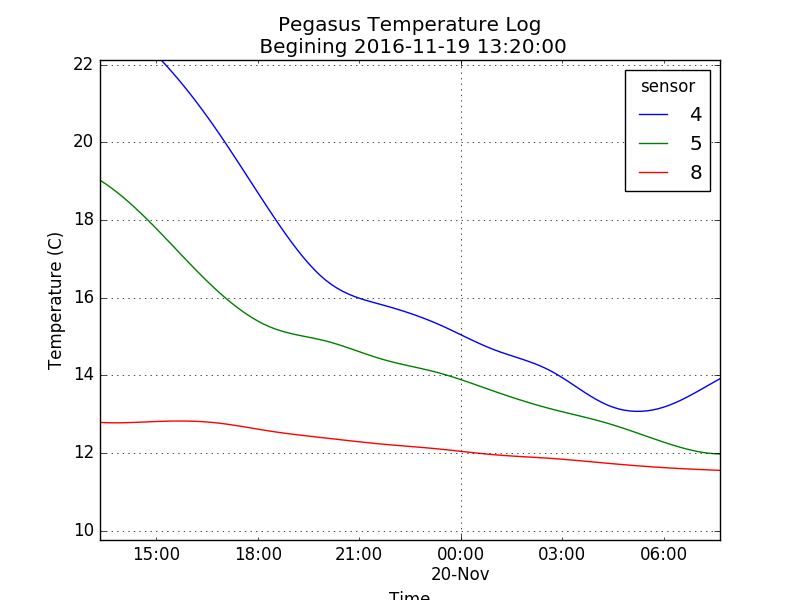 Pegasus Temperature Log
Begining 2016-11-19 13:20:00
sensor
4
5
8
Temperature (C)
22
20
18
16
14
12
10
15:00 18:00 21:00 00:00 03:00 06:00
20-Nov
Time